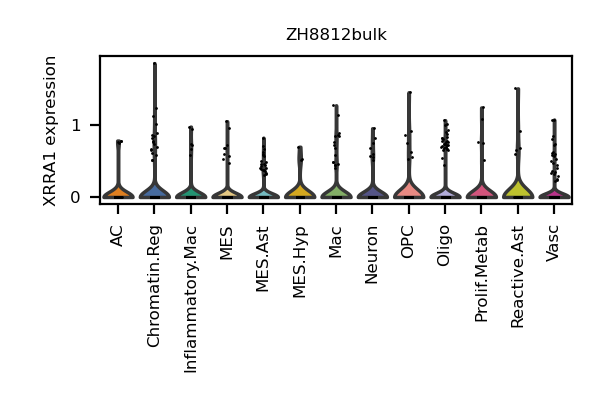 ZH8812bulk
XRRA1 expression
1
0
AC
Chromatin.Reg
Inflammatory.Mac
MES
MES.Ast
MES.Hyp
Mac
Neuron
OPC
Oligo
Prolif.Metab
Reactive.Ast
Vasc